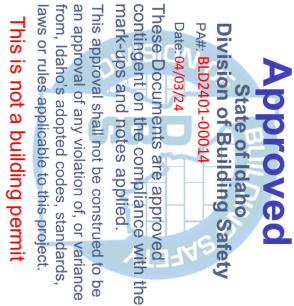 Approved
State of Idaho
Division of Building Safety
PA#: BLD2401-00014
Date: 04/03/24
These Documents are approved
contingent on the compliance with the
mark-ups and notes applied.
This approval shall not be construed to be
an approval of any violation of, or variance
from, Idaho's adopted codes, standards,
laws or rules applicable to this project.
This is not a building permit